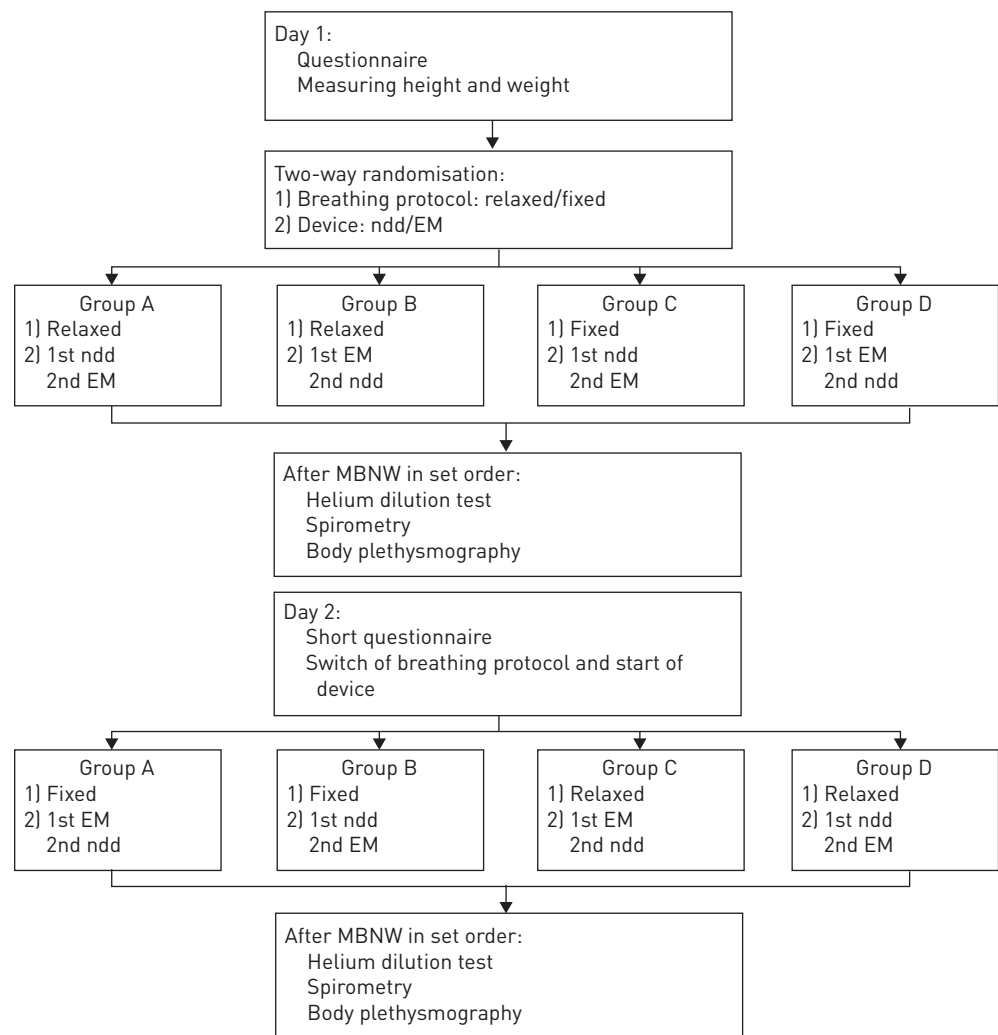 Day 1:
Questionnaire
Measuring height and weight
Two-way randomisation:
1) Breathing protocol: relaxed/fixed
2) Device: ndd/EM
Group A
1) Relaxed
2) 1st ndd
2nd EM
Group B
1) Relaxed
2) 1st EM
2nd ndd
Group C
1) Fixed
2) 1st ndd
2nd EM
Group D
1) Fixed
2) 1st EM
2nd ndd
After MBNW in set order:
Helium dilution test
Spirometry
Body plethysmography
Day 2:
Short questionnaire
Switch of breathing protocol and start of
device
Group A
1) Fixed
2) 1st EM
2nd ndd
Group B
1) Fixed
2) 1st ndd
2nd EM
Group C
1) Relaxed
2) 1st EM
2nd ndd
Group D
1) Relaxed
2) 1st ndd
2nd EM
After MBNW in set order:
Helium dilution test
Spirometry
Body plethysmography